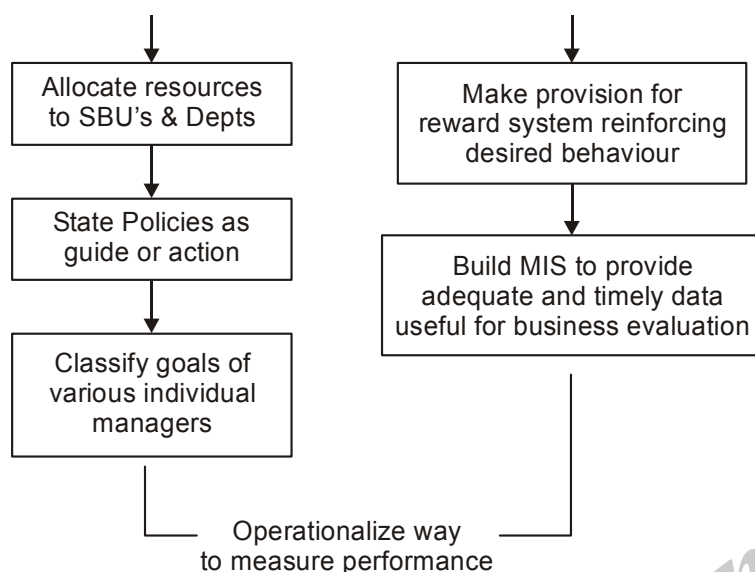 Allocate resources
to SBU's & Depts
State Policies as
guide or action
Classify goals of
various individual
managers
Make provision for
reward system reinforcing
desired behaviour
Build MIS to provide
adequate and timely data
useful for business evaluation
Operationalize way
to measure performance